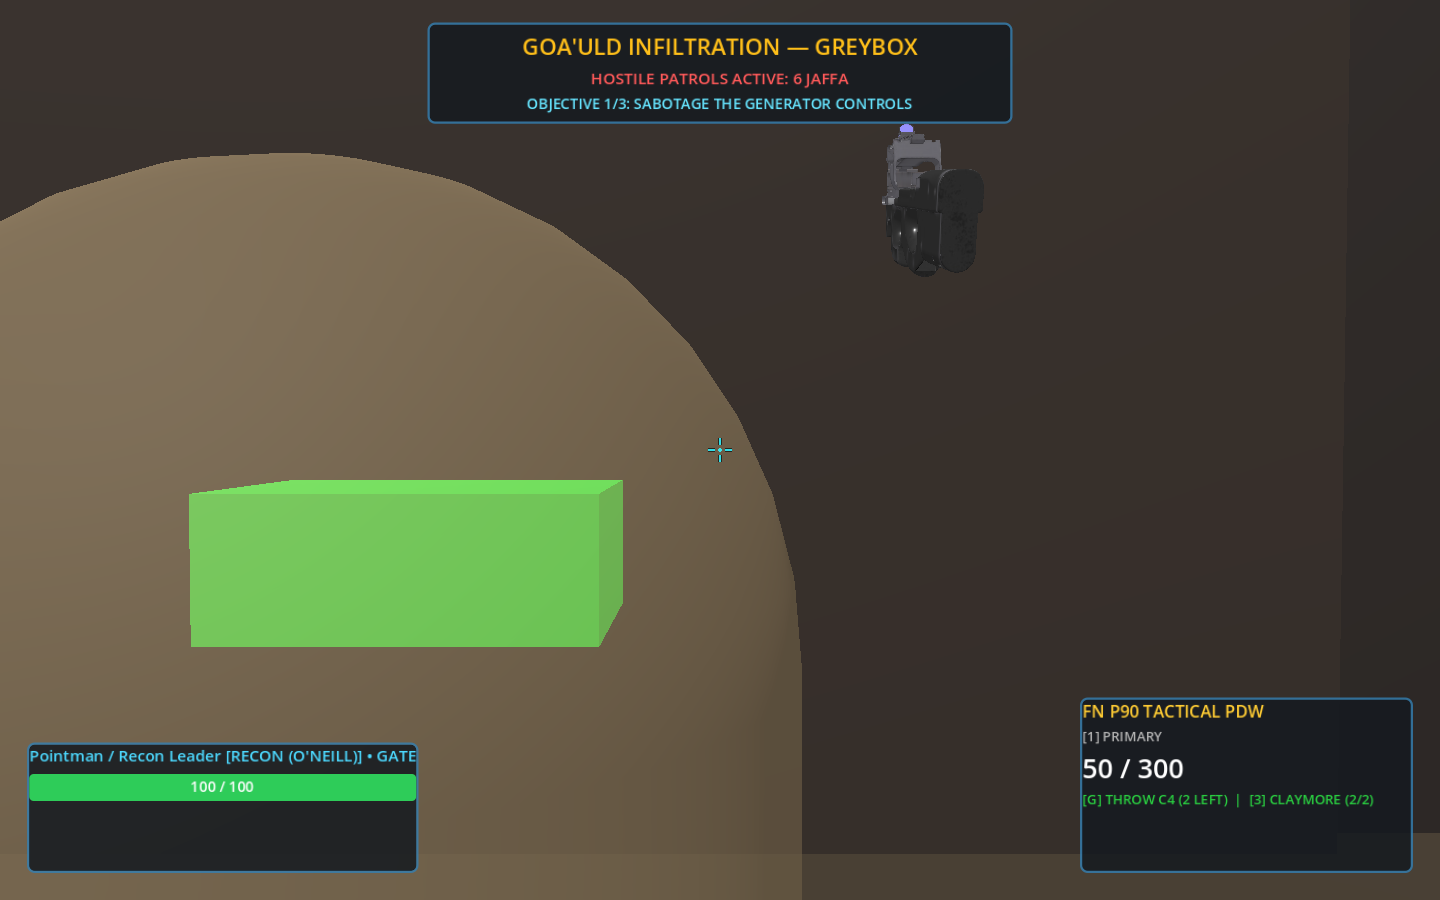 GOA'ULD INFILTRATION — GREYBOX
HOSTILE PATROLS ACTIVE: 6 JAFFA
OBJECTIVE 1/3: SABOTAGE THE GENERATOR CONTROLS
FN P90 TACTICAL PDW
[1] PRIMARY
50 / 300
[G] THROW C4 (2 LEFT) | [3] CLAYMORE (2/2)
Pointman / Recon Leader [RECON (O'NEILL)] • GATE
100 / 100